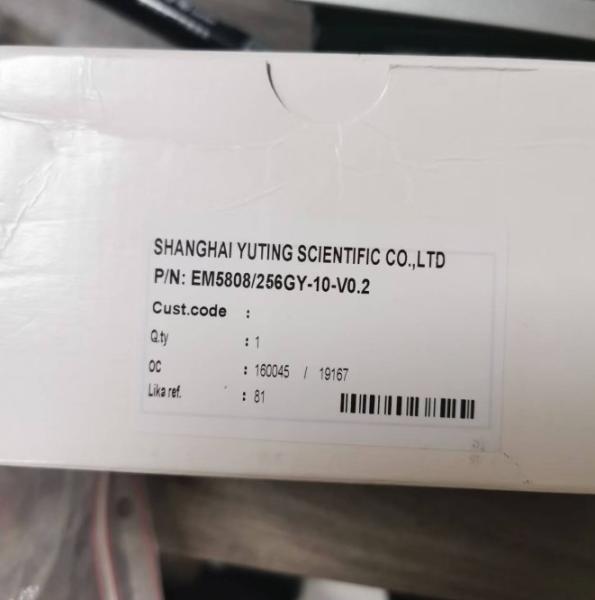 SHANGHAI YUTING SCIENTIFIC CO.,LTD
P/N: EM5808/256GY-10-V0.2
Cust.code :
Q.ty : 1
OC : 160045 / 19167
Lika ref. : 81